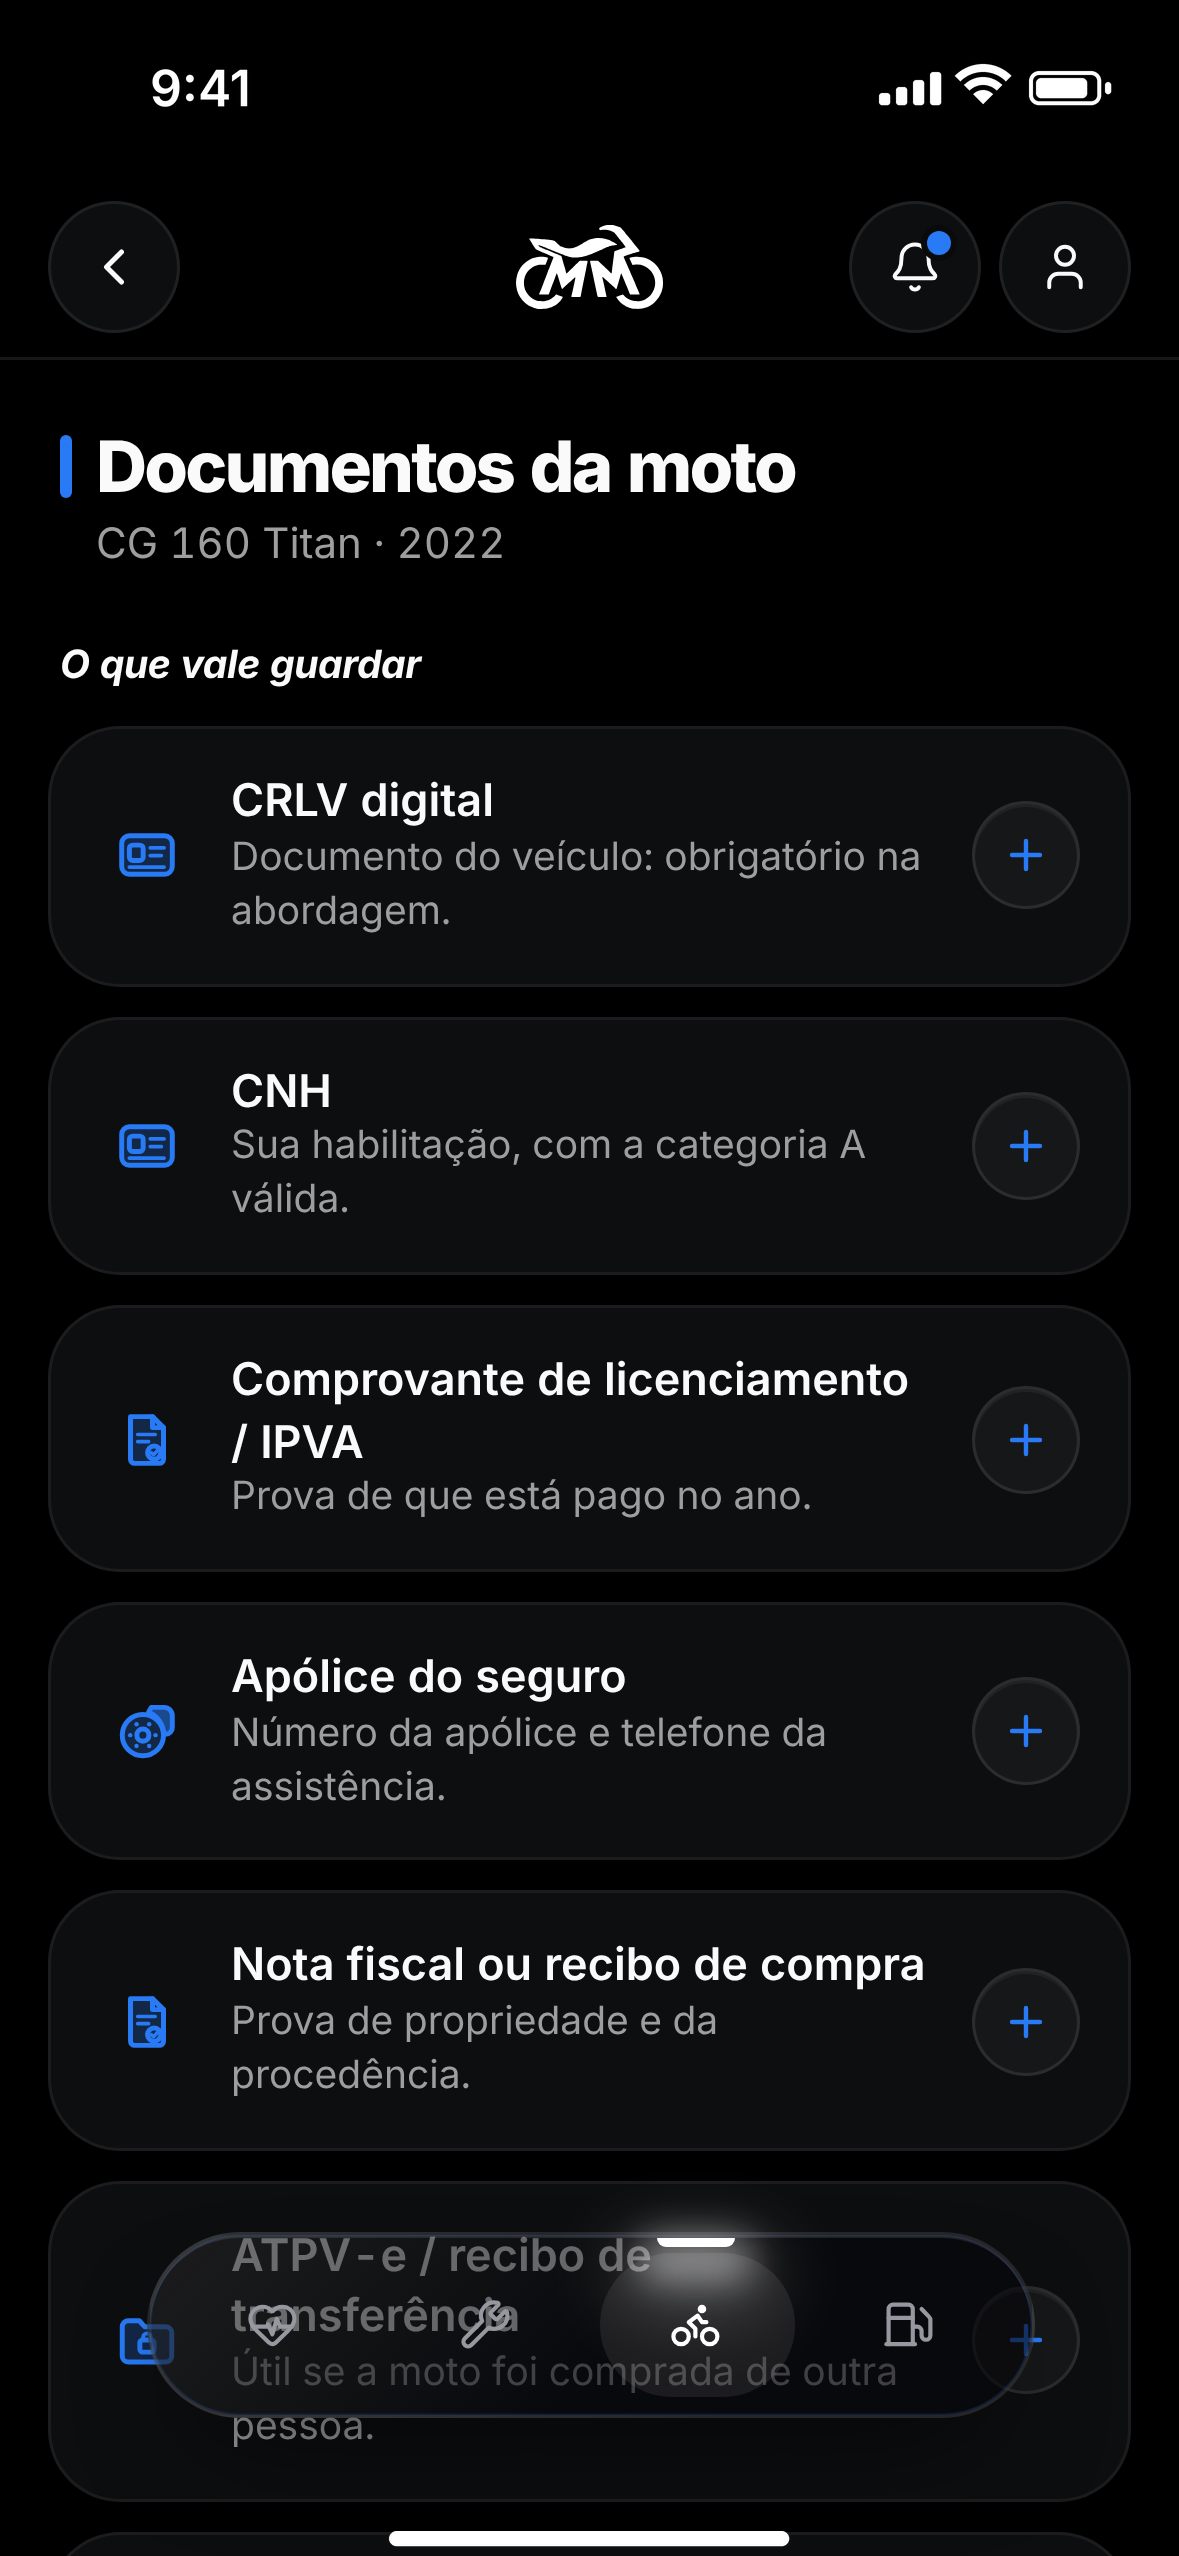 9:41
MM
Documentos da moto
CG 160 Titan · 2022
O que vale guardar
CRLV digital
Documento do veículo: obrigatório na
abordagem.
CNH
Sua habilitação, com a categoria A
válida.
Comprovante de licenciamento
/ IPVA
Prova de que está pago no ano.
Apólice do seguro
Número da apólice e telefone da
assistência.
Nota fiscal ou recibo de compra
Prova de propriedade e da
procedência.
ATPV-e / recibo de
transferência
Útil se a moto foi comprada de outra
pessoa.